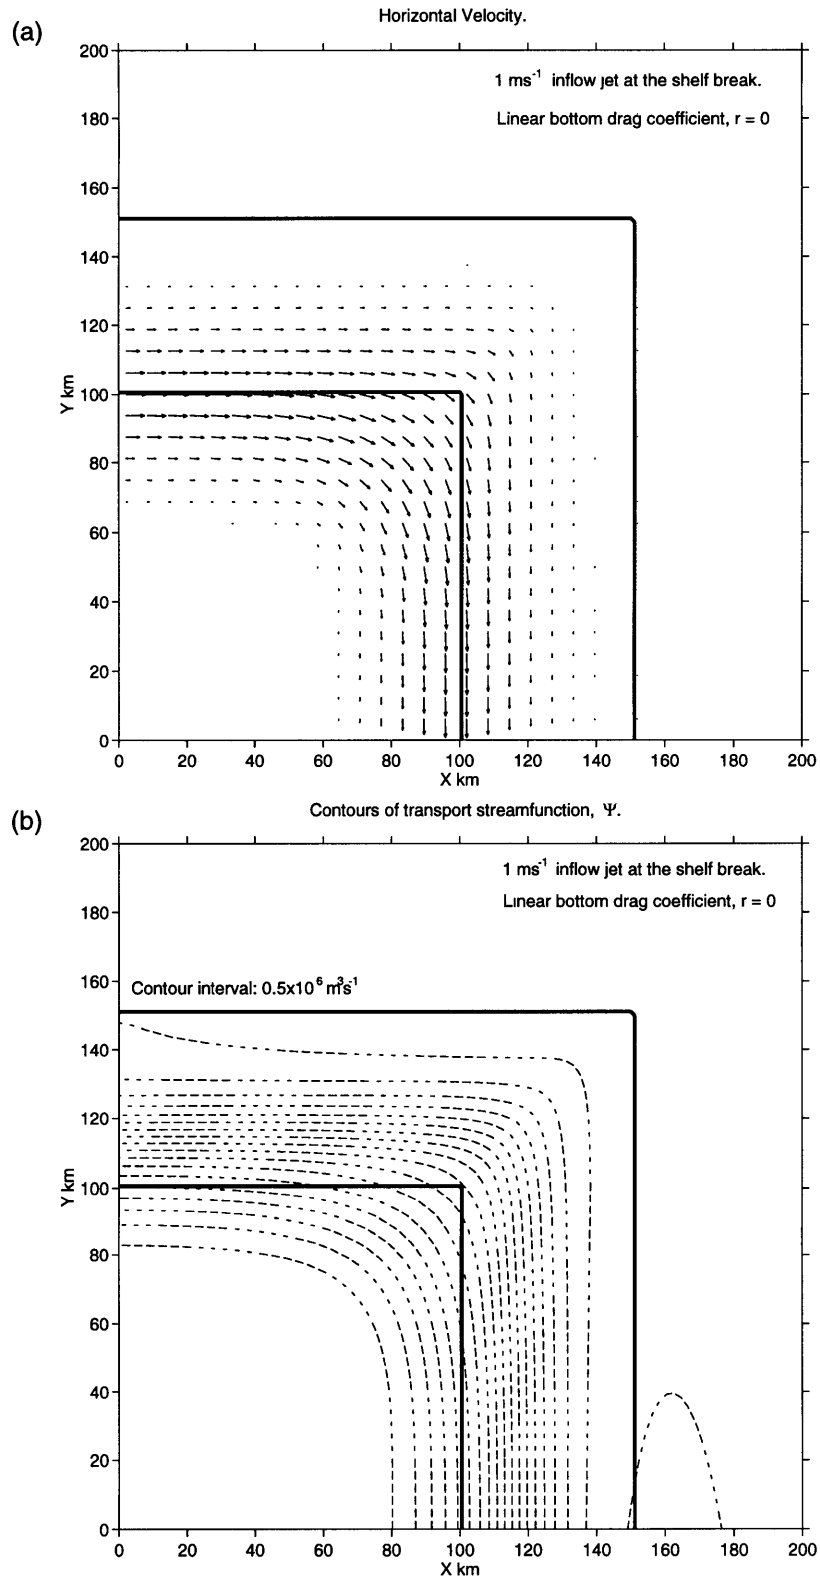 (a)
Horizontal Velocity.
1 ms⁻¹ inflow jet at the shelf break.
Linear bottom drag coefficient, r = 0
200
180
160
140
120
100
80
60
40
20
0
Y km
0 20 40 60 80 100 120 140 160 180 200
X km
(b)
Contours of transport streamfunction, Ψ.
1 ms⁻¹ inflow jet at the shelf break.
Linear bottom drag coefficient, r = 0
Contour interval: 0.5x10⁶ m³s⁻¹
200
180
160
140
120
100
80
60
40
20
0
Y km
0 20 40 60 80 100 120 140 160 180 200
X km